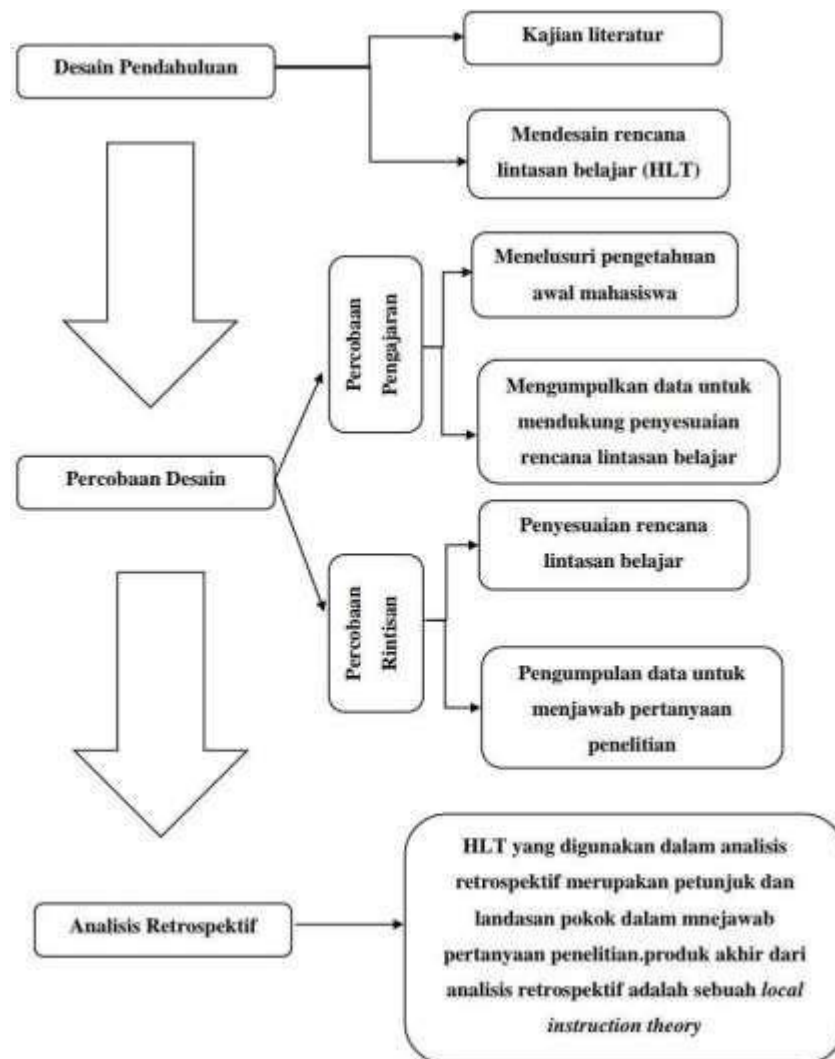 Desain Pendahuluan
Kajian literatur
Mendesain rencana
lintasan belajar (HLT)
Percobaan Desain
Percobaan
Pengajaran
Menelusuri pengetahuan
awal mahasiswa
Mengumpulkan data untuk
mendukung penyesuaian
rencana lintasan belajar
Percobaan
Rintisan
Penyesuaian rencana
lintasan belajar
Pengumpulan data untuk
menjawab pertanyaan
penelitian
Analisis Retrospektif
HLT yang digunakan dalam analisis
retrospektif merupakan petunjuk dan
landasan pokok dalam mnejawab
pertanyaan penelitian.produk akhir dari
analisis retrospektif adalah sebuah local
instruction theory